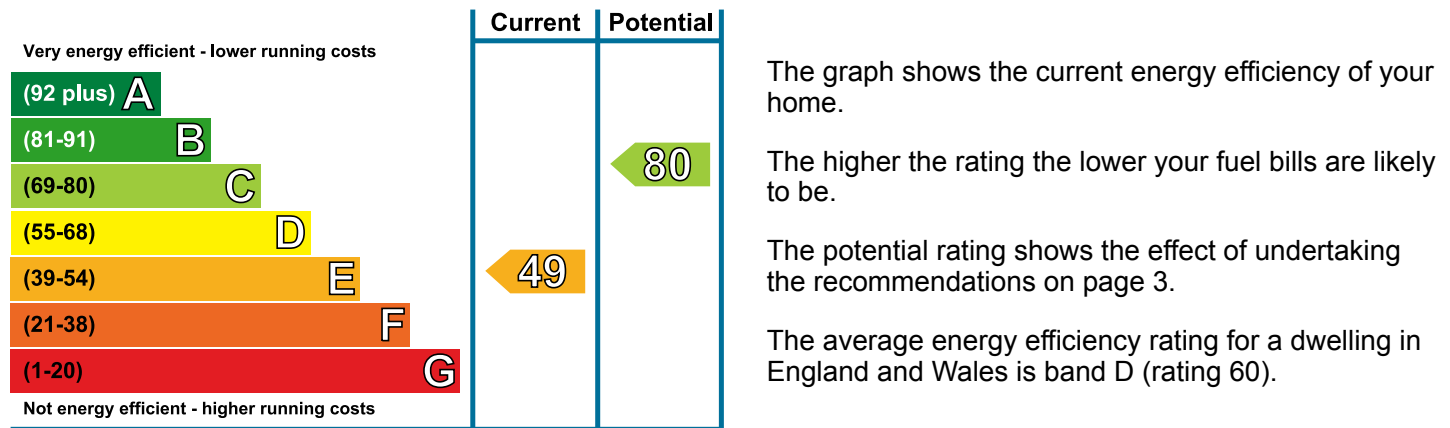 Current Potential
Very energy efficient - lower running costs
(92 plus) A
(81-91) B
(69-80) C
(55-68) D
(39-54) E
(21-38) F
(1-20) G
Not energy efficient - higher running costs
80
49
The graph shows the current energy efficiency of your
home.
The higher the rating the lower your fuel bills are likely
to be.
The potential rating shows the effect of undertaking
the recommendations on page 3.
The average energy efficiency rating for a dwelling in
England and Wales is band D (rating 60).